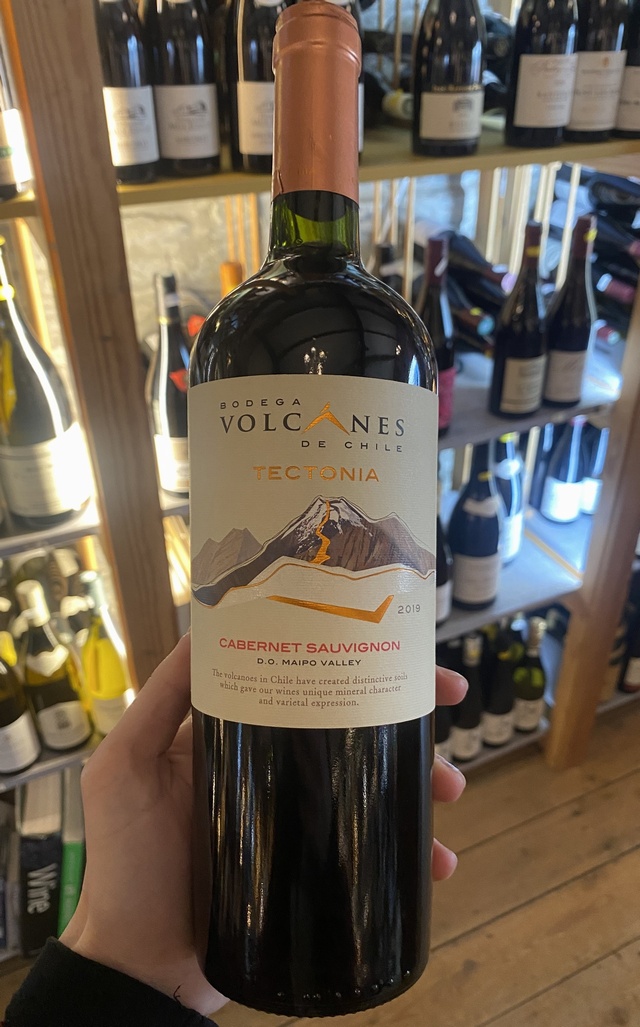 BODEGA
VOLCANES
DE CHILE
TECTONIA
2019
CABERNET SAUVIGNON
D.O. MAIPO VALLEY
The volcanoes in Chile have created distinctive soils
which gave our wines unique mineral character
and varietal expression.
Wine